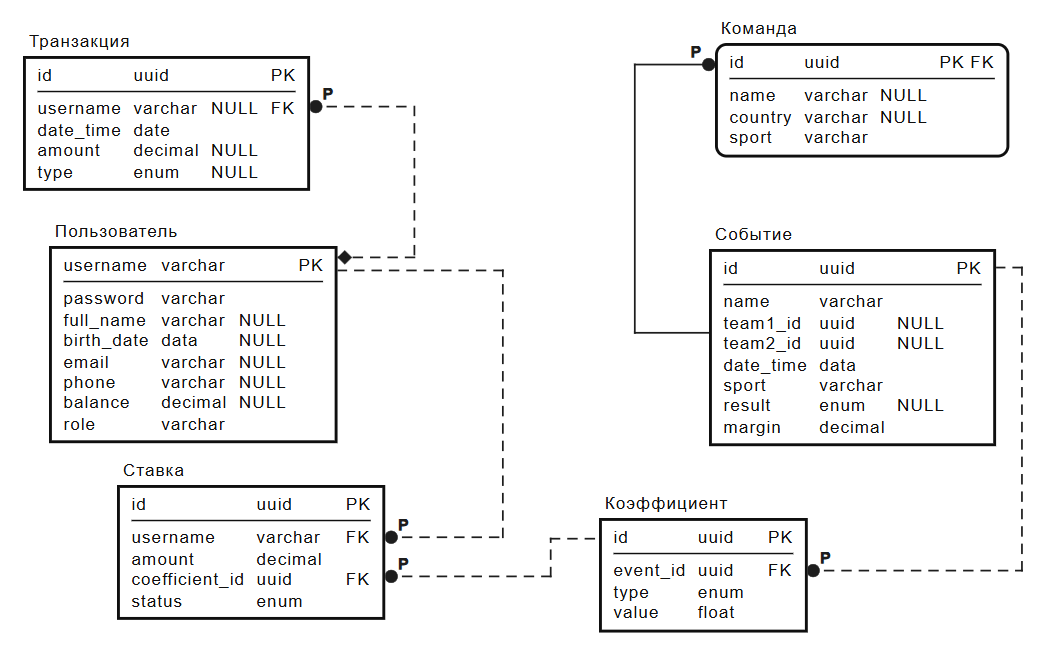 Транзакция
id uuid PK
username varchar NULL FK
date_time date
amount decimal NULL
type enum NULL
P
Пользователь
username varchar PK
password varchar
full_name varchar NULL
birth_date data NULL
email varchar NULL
phone varchar NULL
balance decimal NULL
role varchar
Ставка
id uuid PK
username varchar FK
amount decimal
coefficient_id uuid FK
status enum
P
P
Команда
P
id uuid PK FK
name varchar NULL
country varchar NULL
sport varchar
Событие
id uuid PK
name varchar
team1_id uuid NULL
team2_id uuid NULL
date_time data
sport varchar
result enum NULL
margin decimal
Коэффициент
id uuid PK
event_id uuid FK
type enum
value float
P